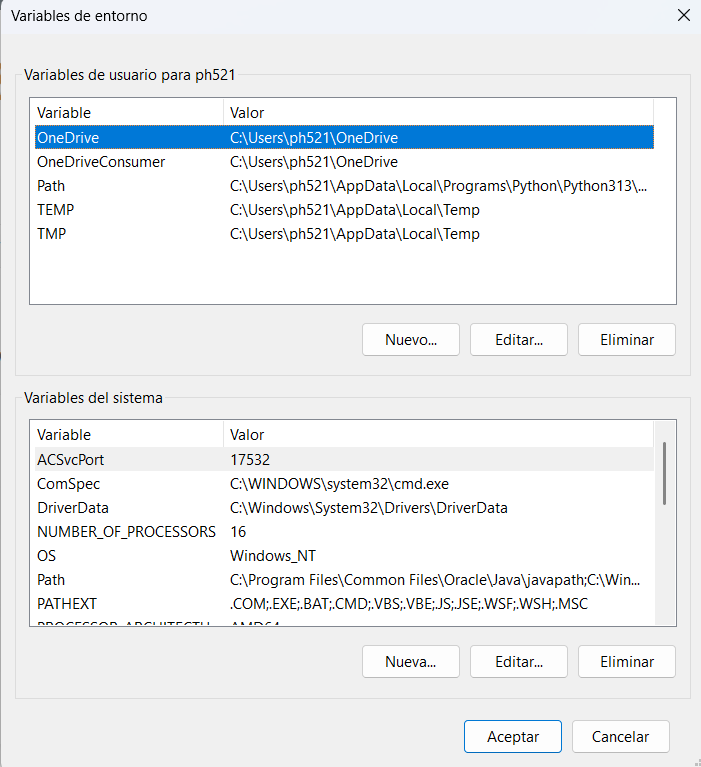 Variables de entorno
Variables de usuario para ph521
Variable Valor
OneDrive C:\Users\ph521\OneDrive
OneDriveConsumer C:\Users\ph521\OneDrive
Path C:\Users\ph521\AppData\Local\Programs\Python\Python313\...
TEMP C:\Users\ph521\AppData\Local\Temp
TMP C:\Users\ph521\AppData\Local\Temp
Nuevo... Editar... Eliminar
Variables del sistema
Variable Valor
ACSvcPort 17532
ComSpec C:\WINDOWS\system32\cmd.exe
DriverData C:\Windows\System32\Drivers\DriverData
NUMBER_OF_PROCESSORS 16
OS Windows_NT
Path C:\Program Files\Common Files\Oracle\Java\javapath;C:\Win...
PATHEXT .COM;.EXE;.BAT;.CMD;.VBS;.VBE;.JS;.JSE;.WSF;.WSH;.MSC
PROCESSOR_ARCHITECTU... AMD64
Nueva... Editar... Eliminar
Aceptar Cancelar